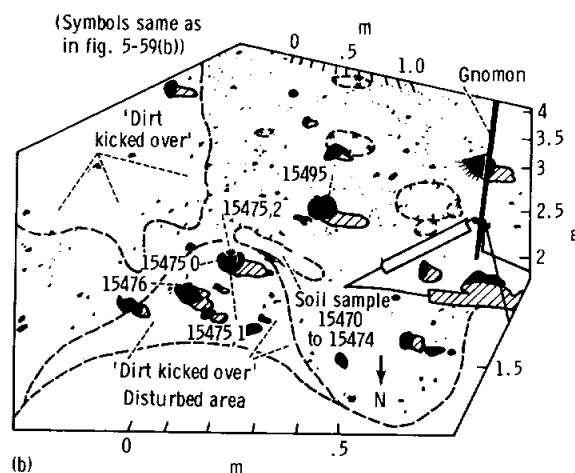 (Symbols same as
in fig. 5-59(b))
0 .5 1.0
m
Gnomon
4
3.5
3
2.5
2
1.5
m
'Dirt
kicked over'
15495
15475,2
15475,0
15476
15475,1
Soil sample
15470
to 15474
'Dirt kicked over'
Disturbed area
N
(b)
0 .5
m